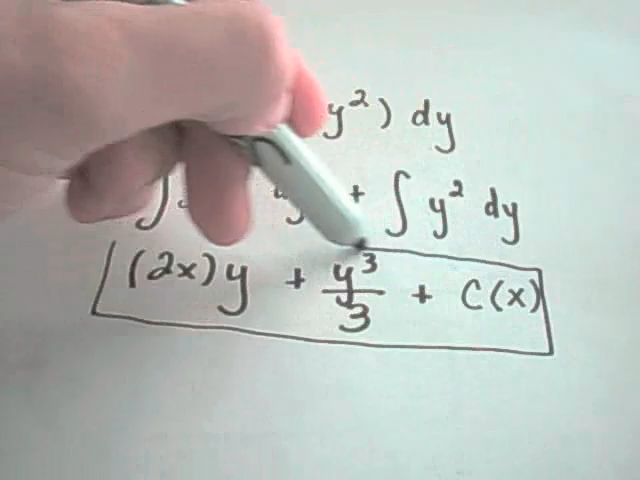 y²) dy
∫ + ∫ y² dy
(2x)y + y³/3 + C(x)